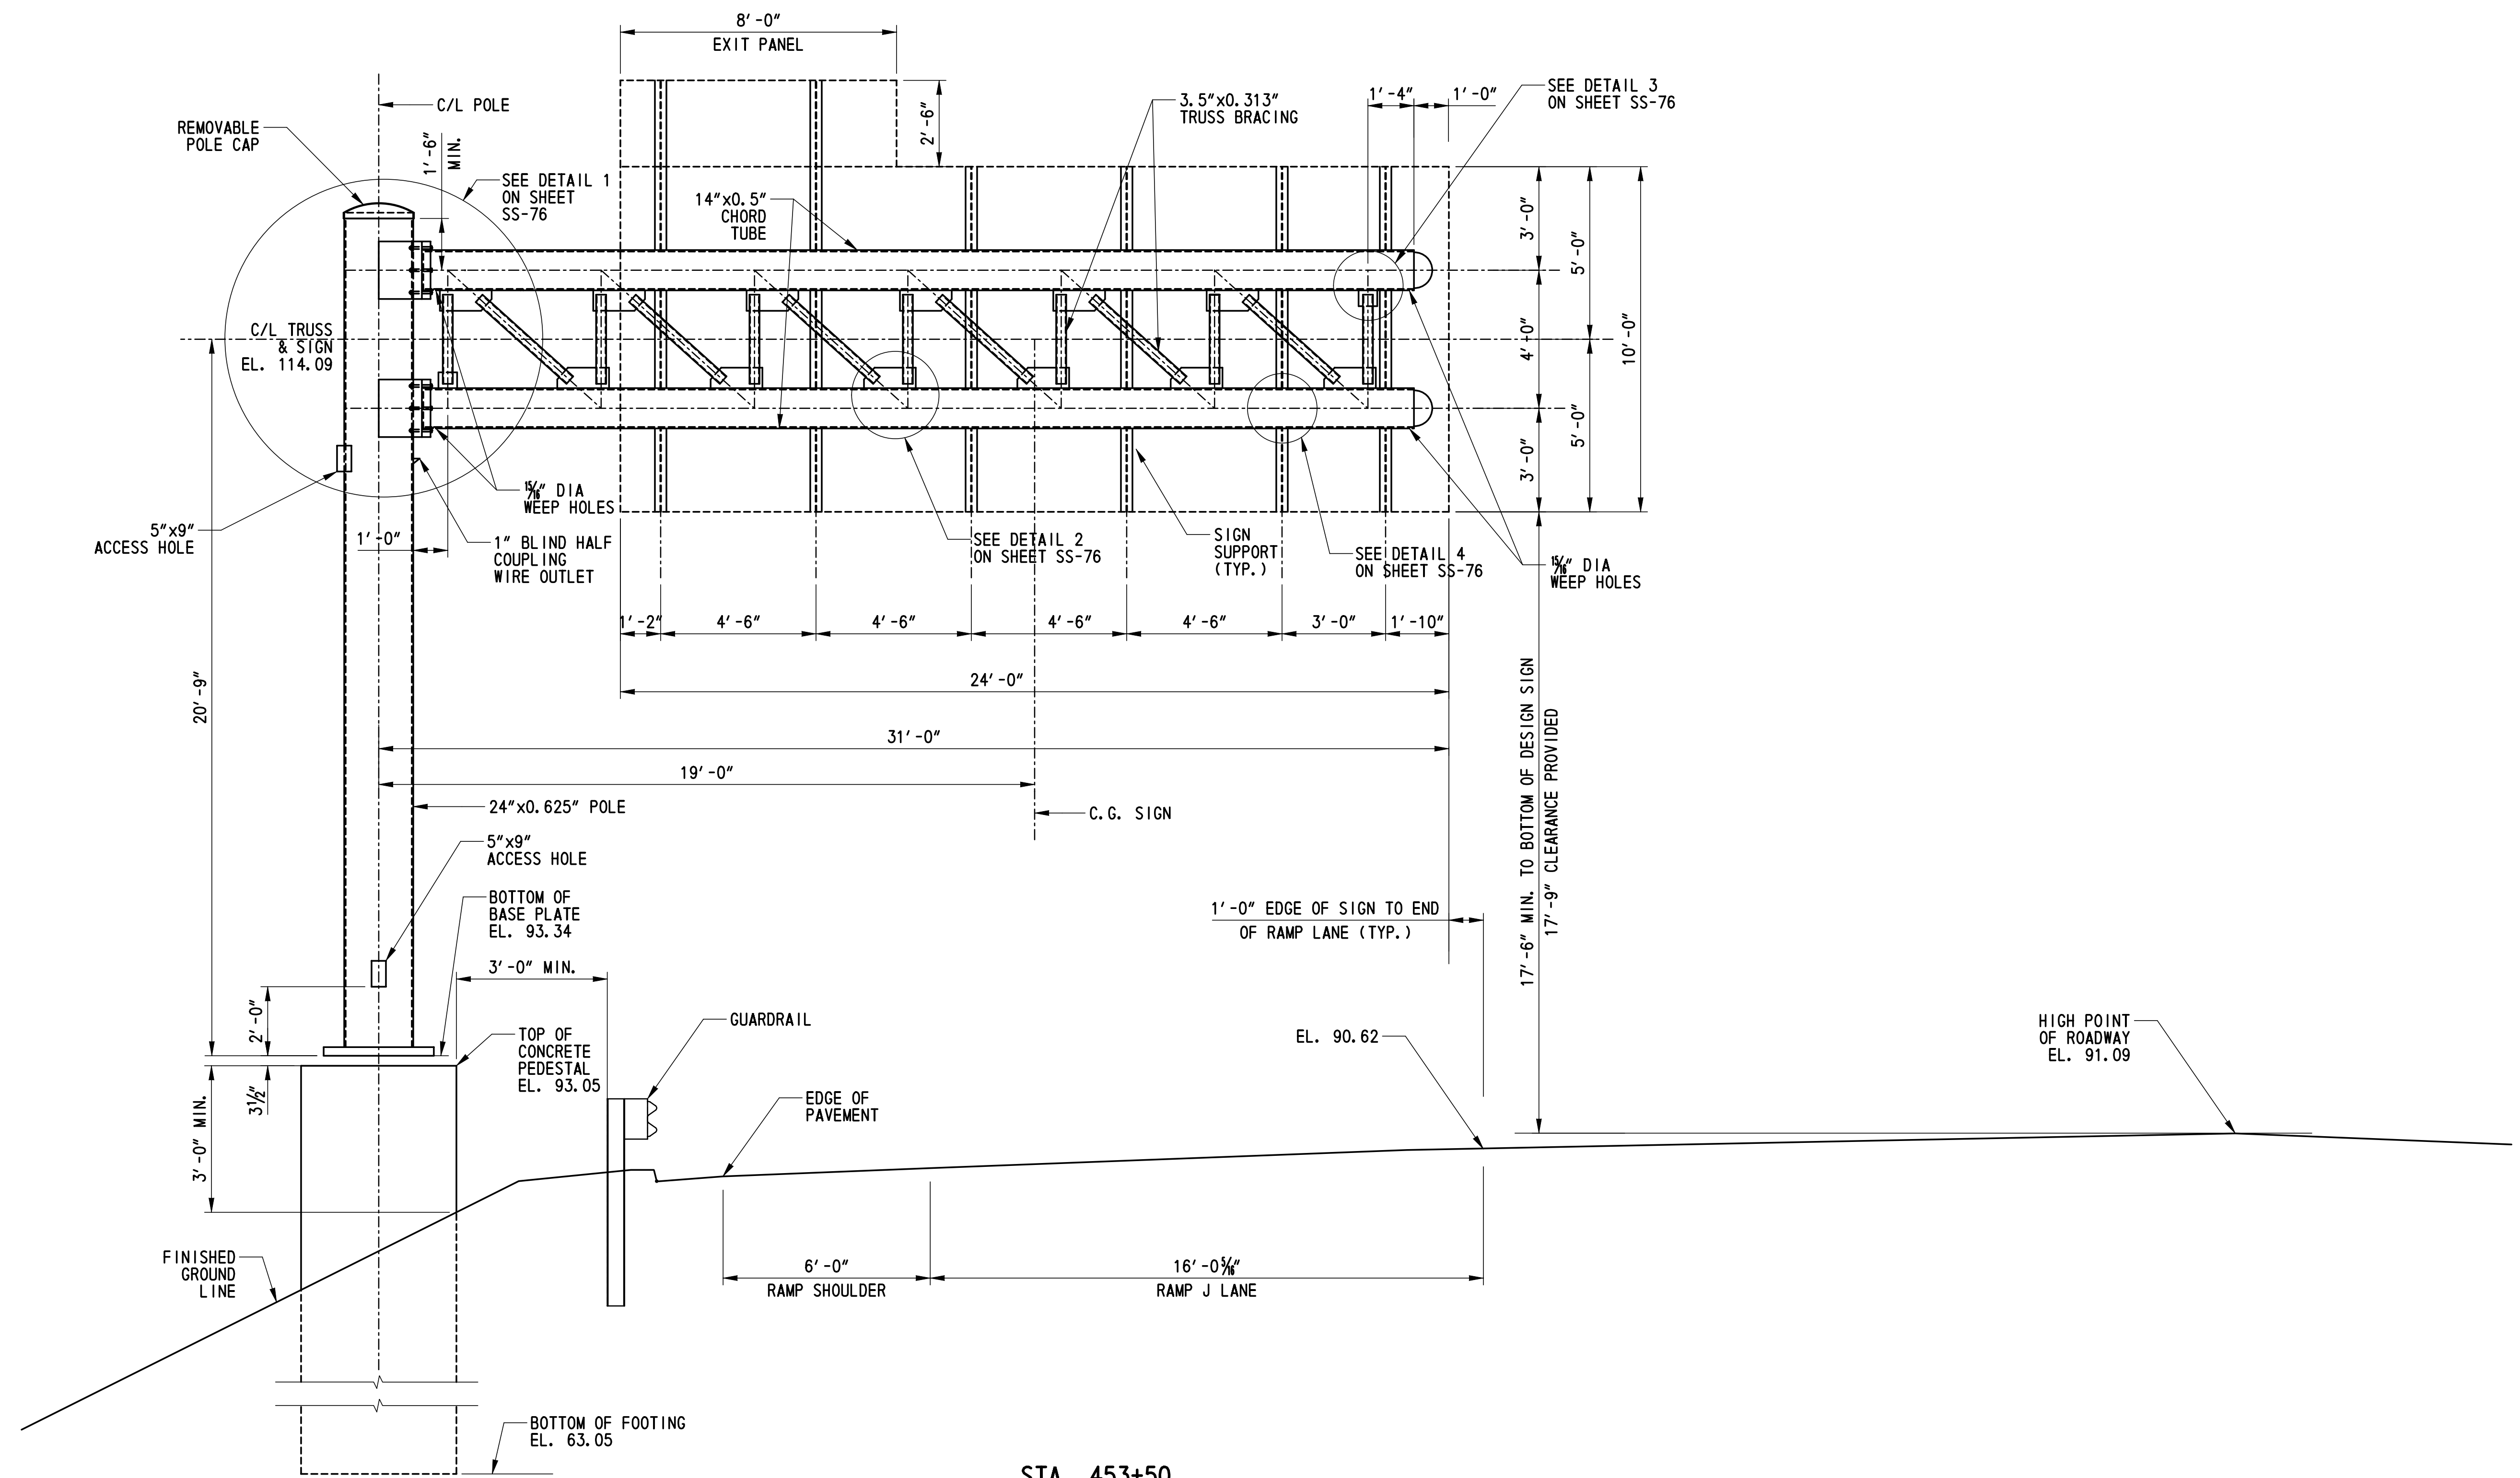 8'-0"
EXIT PANEL
C/L POLE
REMOVABLE
POLE CAP
1'-6"
MIN.
SEE DETAIL 1
ON SHEET
SS-76
2'-6"
3.5"x0.313"
TRUSS BRACING
1'-4"
1'-0"
SEE DETAIL 3
ON SHEET SS-76
14"x0.5"
CHORD
TUBE
3'-0"
5'-0"
4'-0"
10'-0"
3'-0"
5'-0"
C/L TRUSS
& SIGN
EL. 114.09
15/16" DIA
WEEP HOLES
5"x9"
ACCESS HOLE
1'-0"
1" BLIND HALF
COUPLING
WIRE OUTLET
SEE DETAIL 2
ON SHEET SS-76
SIGN
SUPPORT
(TYP.)
SEE DETAIL 4
ON SHEET SS-76
15/16" DIA
WEEP HOLES
1'-2"
4'-6"
4'-6"
4'-6"
4'-6"
3'-0"
1'-10"
24'-0"
31'-0"
19'-0"
20'-9"
24"x0.625" POLE
C.G. SIGN
17'-6" MIN. TO BOTTOM OF DESIGN SIGN
17'-9" CLEARANCE PROVIDED
5"x9"
ACCESS HOLE
BOTTOM OF
BASE PLATE
EL. 93.34
1'-0" EDGE OF SIGN TO END
OF RAMP LANE (TYP.)
3'-0" MIN.
2'-0"
GUARDRAIL
TOP OF
CONCRETE
PEDESTAL
EL. 93.05
EL. 90.62
HIGH POINT
OF ROADWAY
EL. 91.09
3 1/2"
3'-0" MIN.
EDGE OF
PAVEMENT
FINISHED
GROUND
LINE
6'-0"
RAMP SHOULDER
16'-0 5/16"
RAMP J LANE
BOTTOM OF FOOTING
EL. 63.05
STA. 453+50